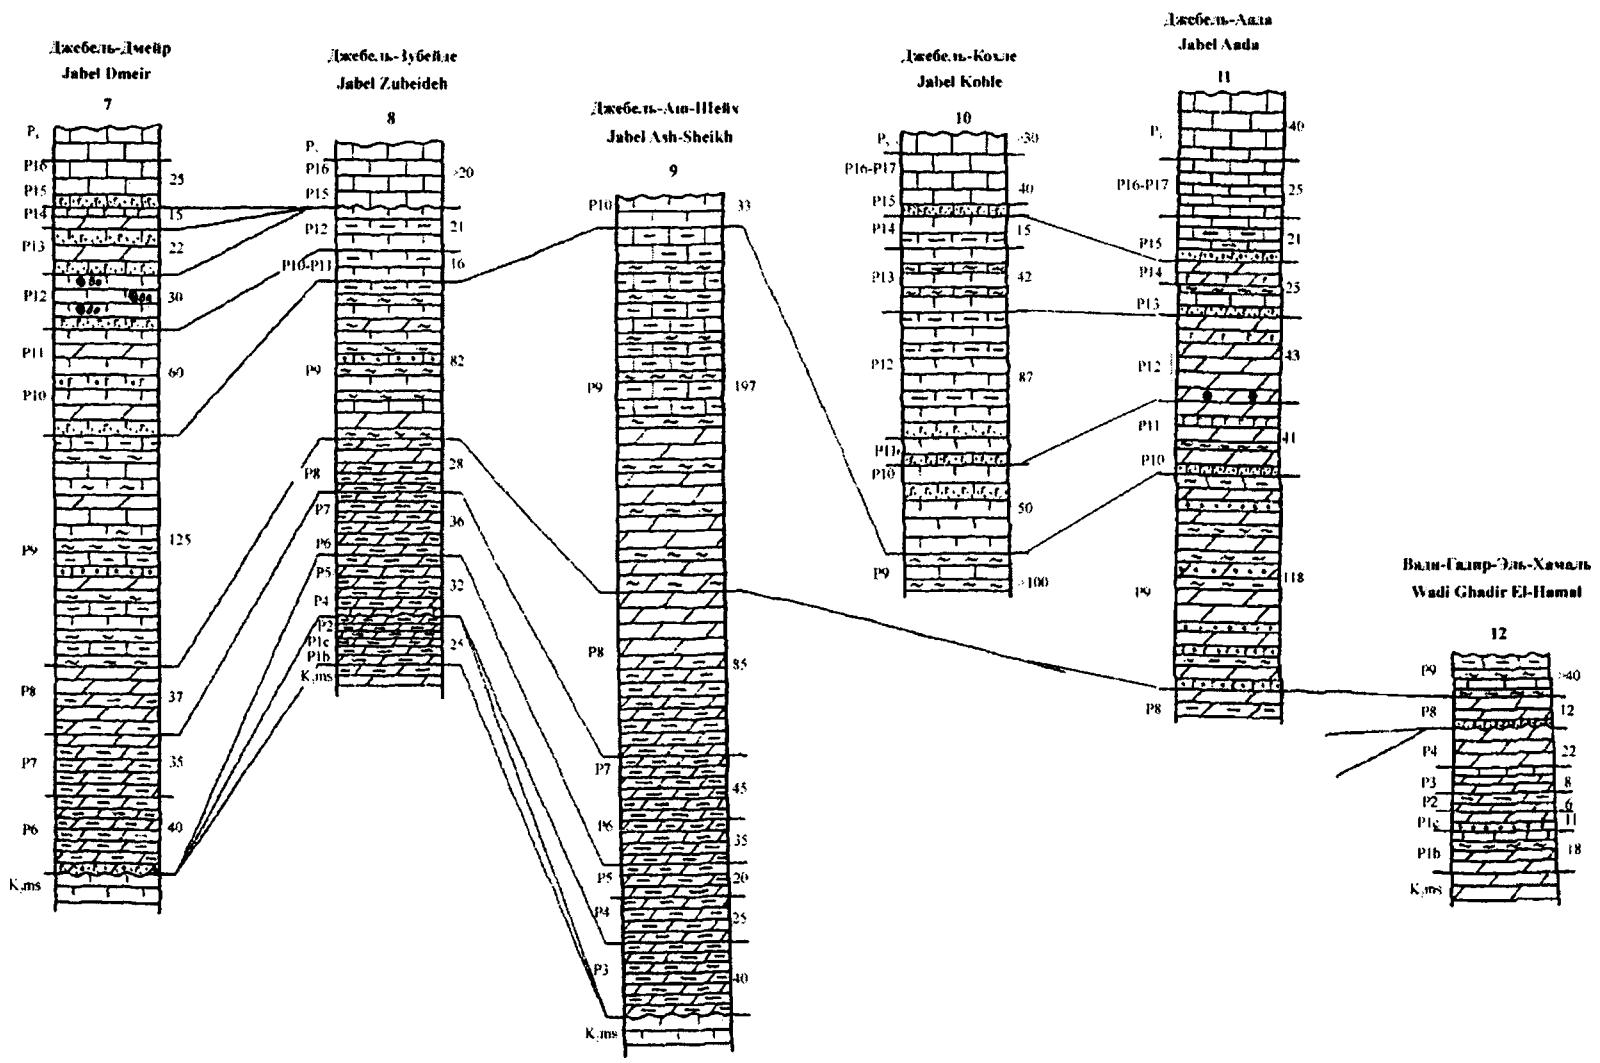 Джебель-Дмейр
Jabel Dmeir
7
P16
25
P15
P14
15
P13
22
P12
30
P11
60
P10
P9
125
P8
37
P7
35
P6
40
K₂ms
Джебель-Зубейде
Jabel Zubeideh
8
P16
>20
P15
P12
21
P10-P11
16
P9
82
P8
28
P7
36
P6
P5
32
P4
P2
P1c
25
P1b
K₂ms
Джебель-Аш-Шейх
Jabel Ash-Sheikh
9
P10
33
P9
197
P8
85
P7
45
P6
35
P5
20
P4
25
P3
40
K₂ms
Джебель-Кохле
Jabel Kohle
10
>30
P16-P17
40
P15
P14
15
P13
42
P12
87
P11
P10
50
P9
>100
Джебель-Аада
Jabel Aada
11
40
P16-P17
25
P15
21
P14
25
P13
P12
43
P11
41
P10
P9
118
P8
Вади-Гадир-Эль-Хамаль
Wadi Ghadir El-Hamal
12
P9
>40
P8
12
P4
22
P3
8
P2
6
P1c
11
P1b
18
K₂ms